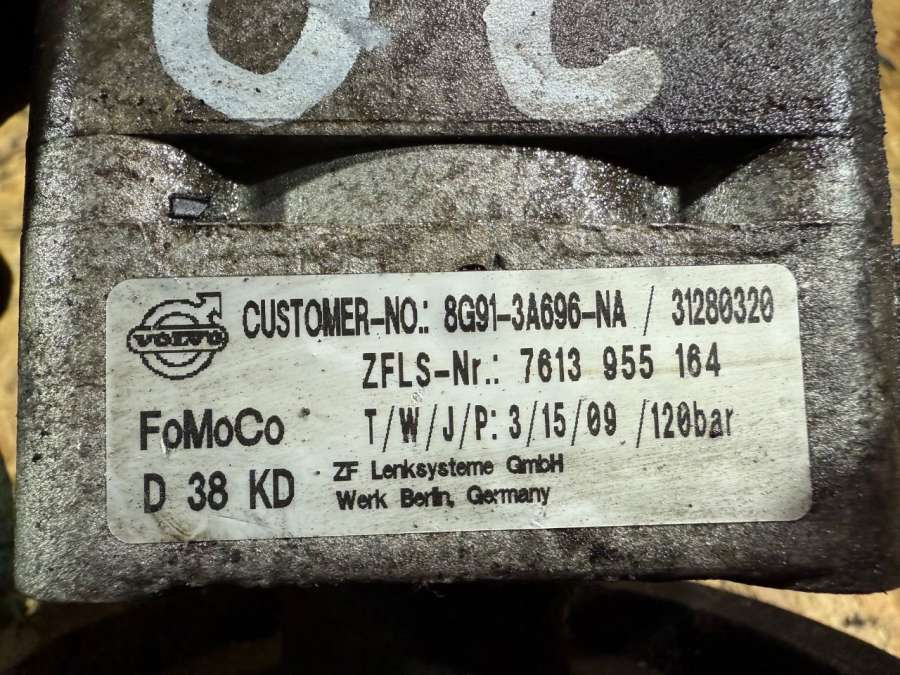 OC
VOLVO
CUSTOMER-NO.: 8G91-3A696-NA / 31280320
ZFLS-Nr.: 7613 955 164
FoMoCo
T/W/J/P: 3/15/09 /120bar
D 38 KD
ZF Lenksysteme GmbH
Werk Berlin, Germany